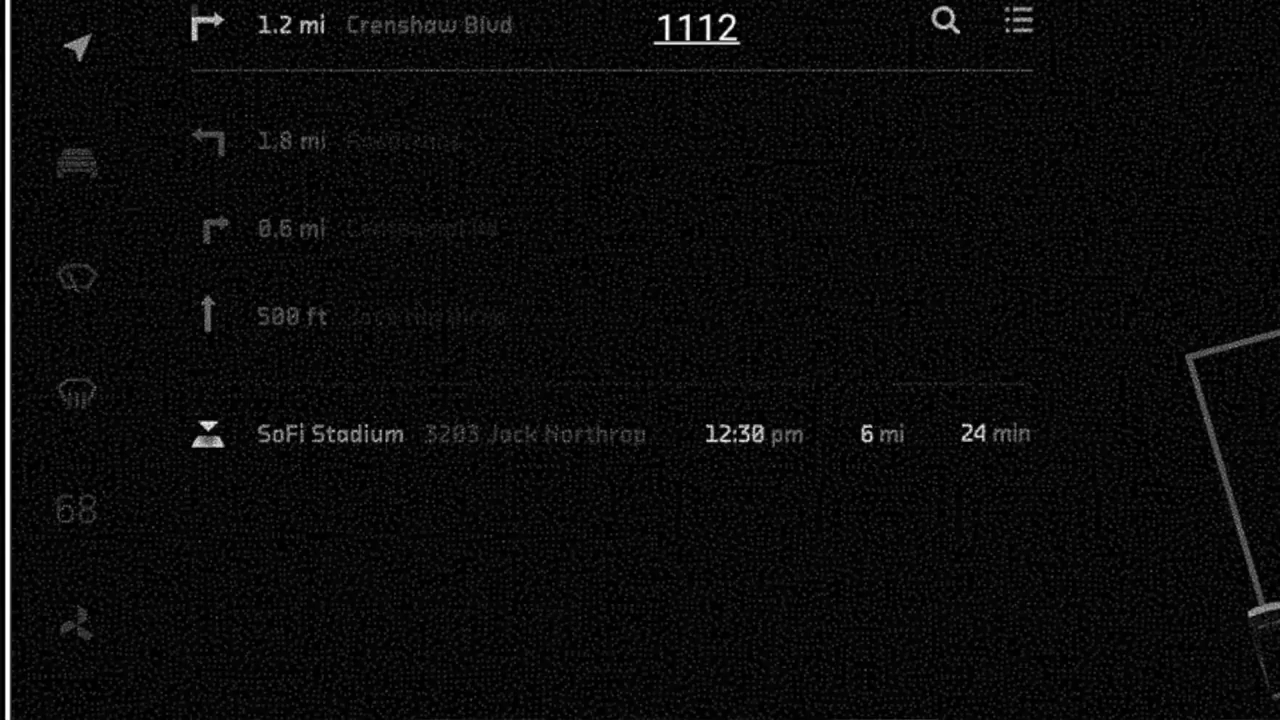 1.2 mi Crenshaw Blvd 1112
1.8 mi
0.6 mi
500 ft
SoFi Stadium 3203 Jack Northrop 12:30 pm 6 mi 24 min
68